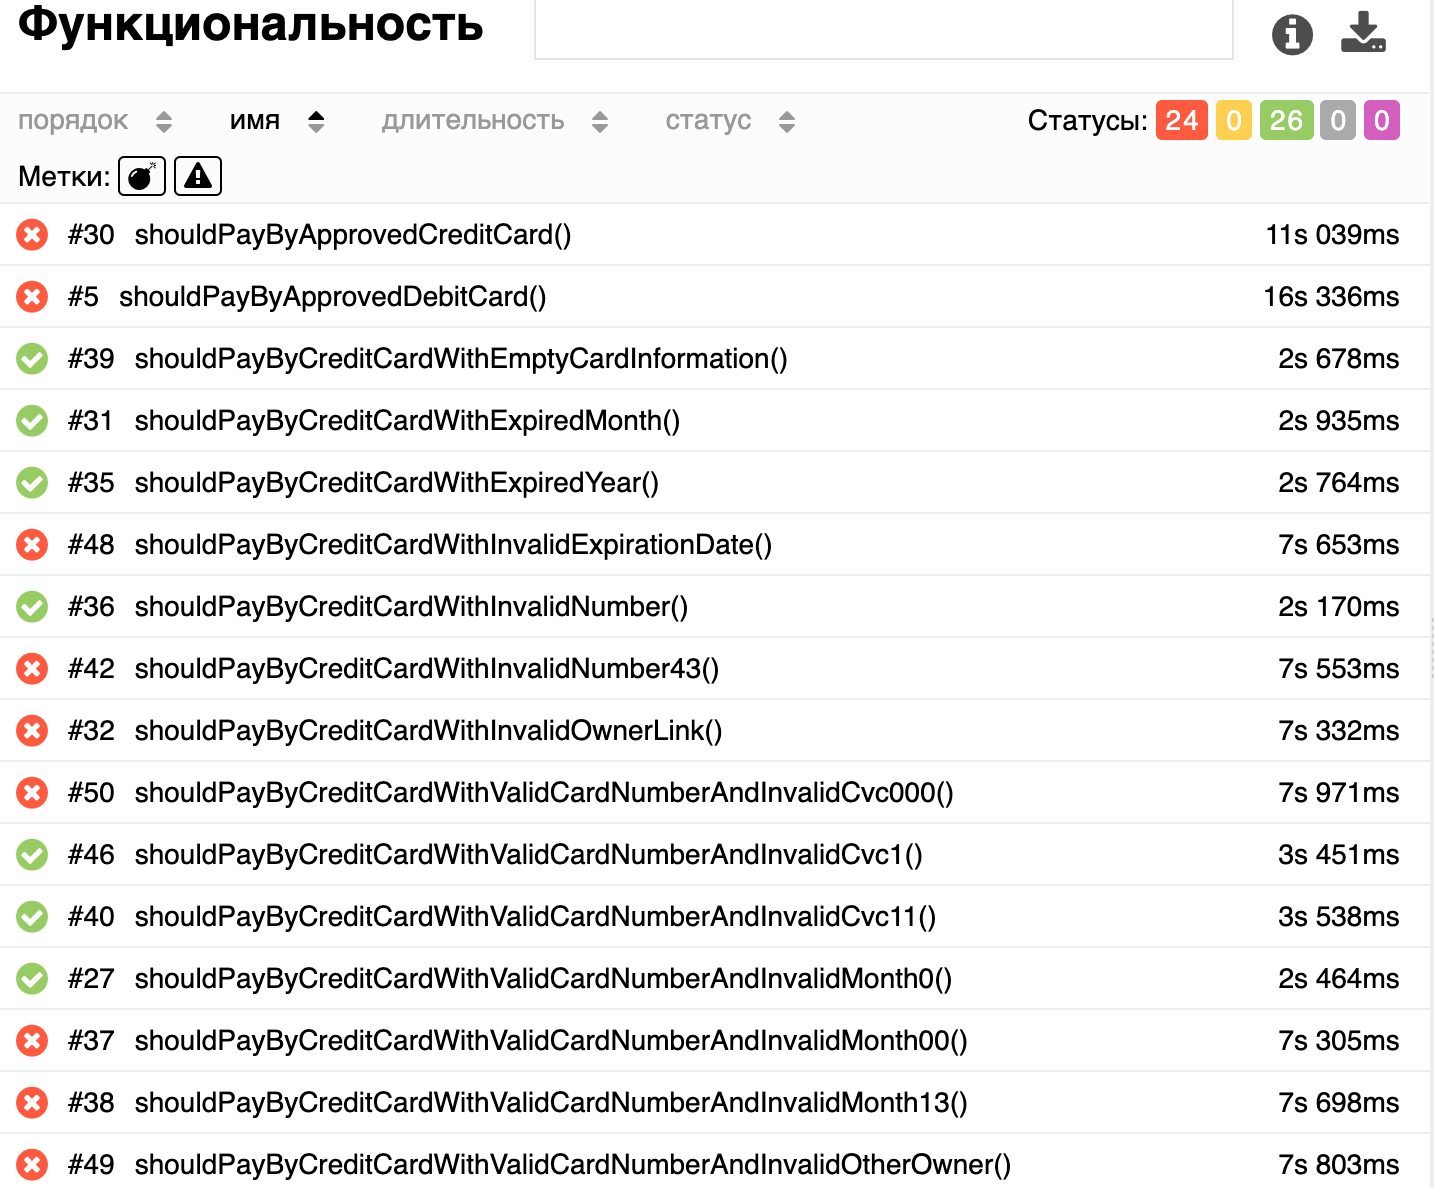 Функциональность
порядок имя длительность статус Статусы: 24 0 26 0 0
Метки:
#30 shouldPayByApprovedCreditCard() 11s 039ms
#5 shouldPayByApprovedDebitCard() 16s 336ms
#39 shouldPayByCreditCardWithEmptyCardInformation() 2s 678ms
#31 shouldPayByCreditCardWithExpiredMonth() 2s 935ms
#35 shouldPayByCreditCardWithExpiredYear() 2s 764ms
#48 shouldPayByCreditCardWithInvalidExpirationDate() 7s 653ms
#36 shouldPayByCreditCardWithInvalidNumber() 2s 170ms
#42 shouldPayByCreditCardWithInvalidNumber43() 7s 553ms
#32 shouldPayByCreditCardWithInvalidOwnerLink() 7s 332ms
#50 shouldPayByCreditCardWithValidCardNumberAndInvalidCvc000() 7s 971ms
#46 shouldPayByCreditCardWithValidCardNumberAndInvalidCvc1() 3s 451ms
#40 shouldPayByCreditCardWithValidCardNumberAndInvalidCvc11() 3s 538ms
#27 shouldPayByCreditCardWithValidCardNumberAndInvalidMonth0() 2s 464ms
#37 shouldPayByCreditCardWithValidCardNumberAndInvalidMonth00() 7s 305ms
#38 shouldPayByCreditCardWithValidCardNumberAndInvalidMonth13() 7s 698ms
#49 shouldPayByCreditCardWithValidCardNumberAndInvalidOtherOwner() 7s 803ms